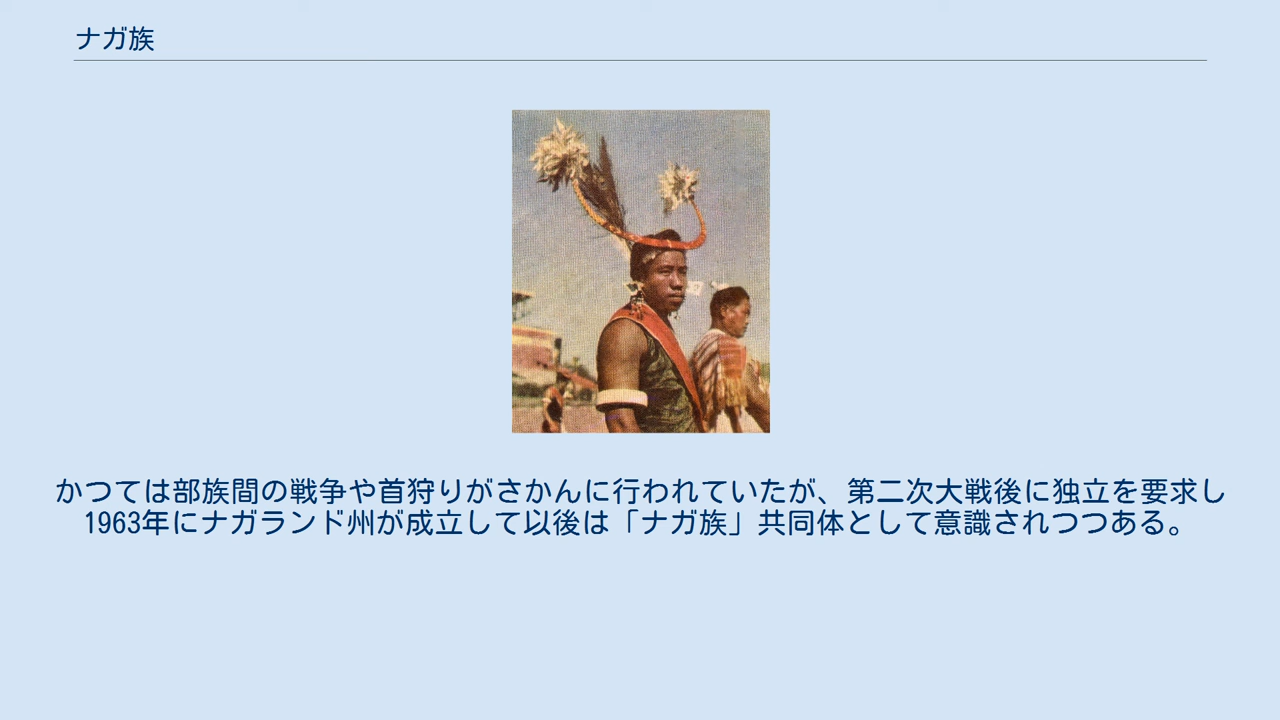 ナガ族
かつては部族間の戦争や首狩りがさかんに行われていたが、第二次大戦後に独立を要求し
1963年にナガランド州が成立して以後は「ナガ族」共同体として意識されつつある。